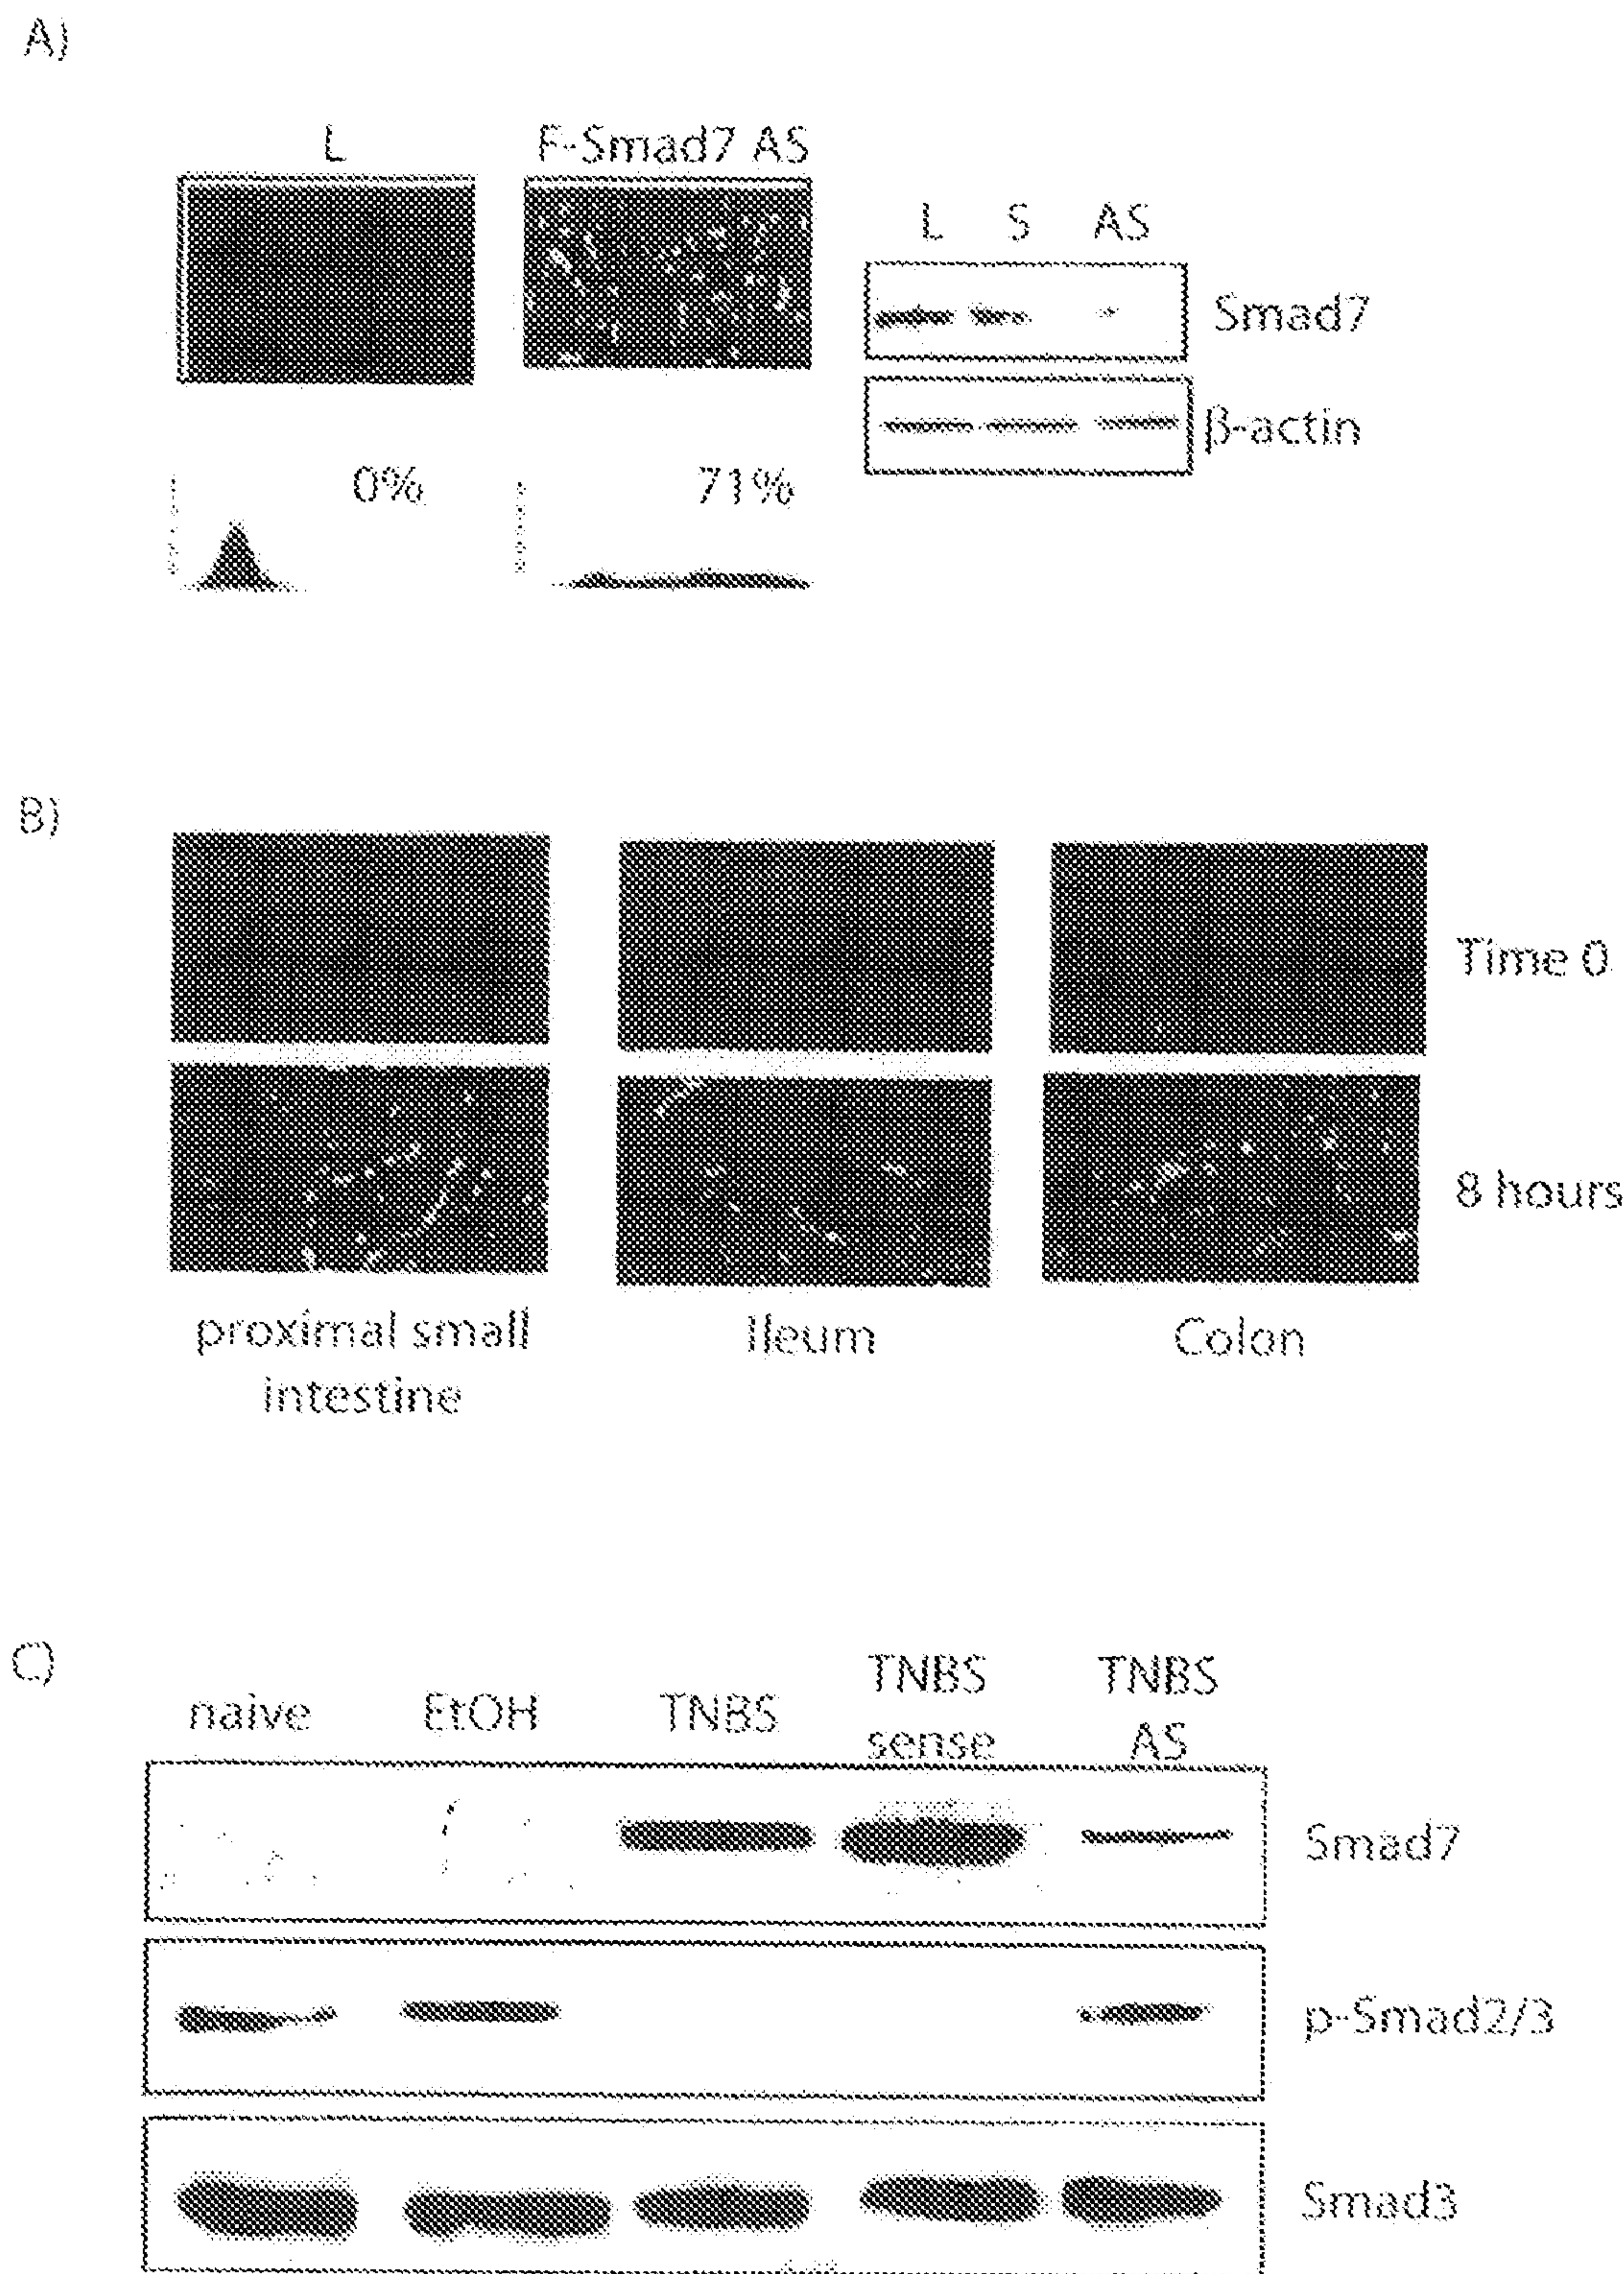 A)
L
F-Smad7 AS
L S AS
Smad7
β-actin
0%
71%
B)
Time 0
8 hours
proximal small
intestine
Ileum
Colon
C)
naive
EtOH
TNBS
TNBS
sense
TNBS
AS
Smad7
p-Smad2/3
Smad3